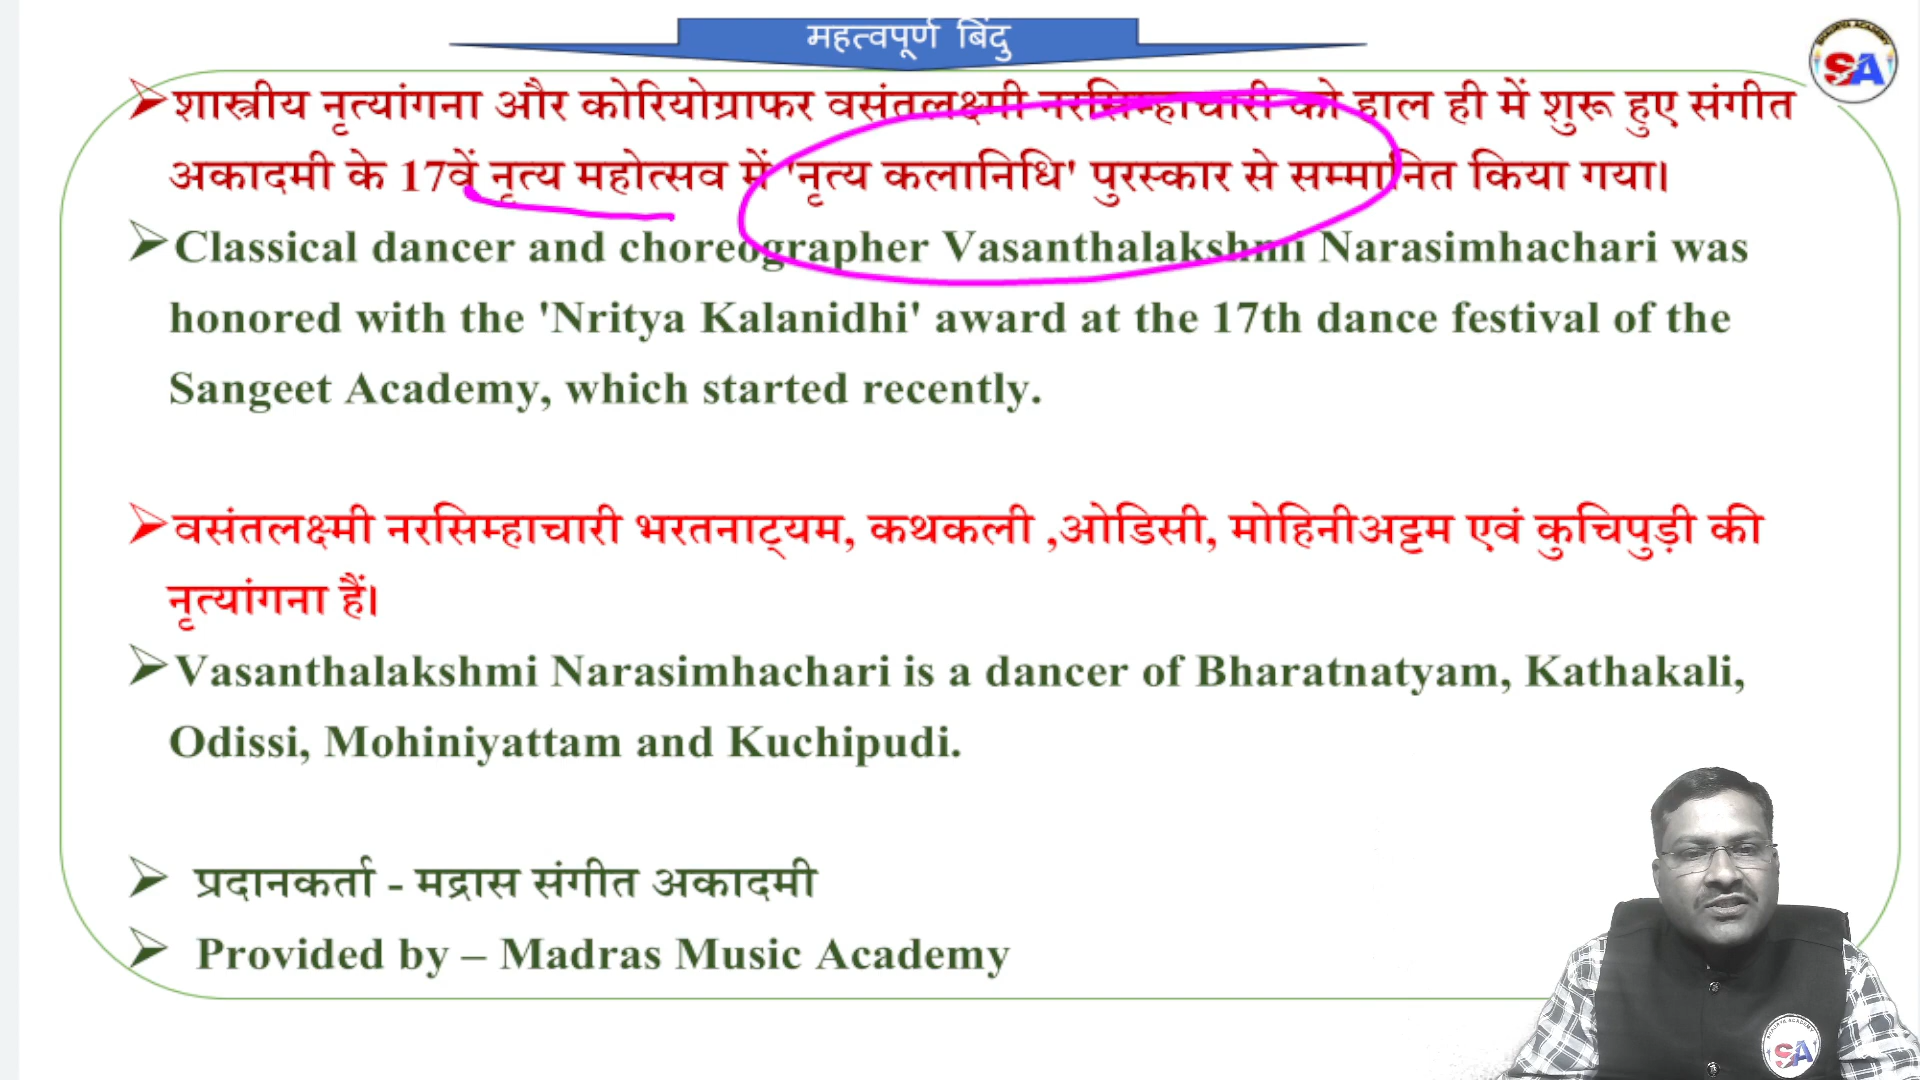 महत्वपूर्ण बिंदु
शास्त्रीय नृत्यांगना और कोरियोग्राफर वसंतलक्ष्मी नरसिम्हाचारी को हाल ही में शुरू हुए संगीत
अकादमी के 17वें नृत्य महोत्सव में 'नृत्य कलानिधि' पुरस्कार से सम्मानित किया गया।
Classical dancer and choreographer Vasanthalakshmi Narasimhachari was
honored with the 'Nritya Kalanidhi' award at the 17th dance festival of the
Sangeet Academy, which started recently.
वसंतलक्ष्मी नरसिम्हाचारी भरतनाट्यम, कथकली ,ओडिसी, मोहिनीअट्टम एवं कुचिपुड़ी की
नृत्यांगना हैं।
Vasanthalakshmi Narasimhachari is a dancer of Bharatnatyam, Kathakali,
Odissi, Mohiniyattam and Kuchipudi.
प्रदानकर्ता - मद्रास संगीत अकादमी
Provided by – Madras Music Academy
SA
SA